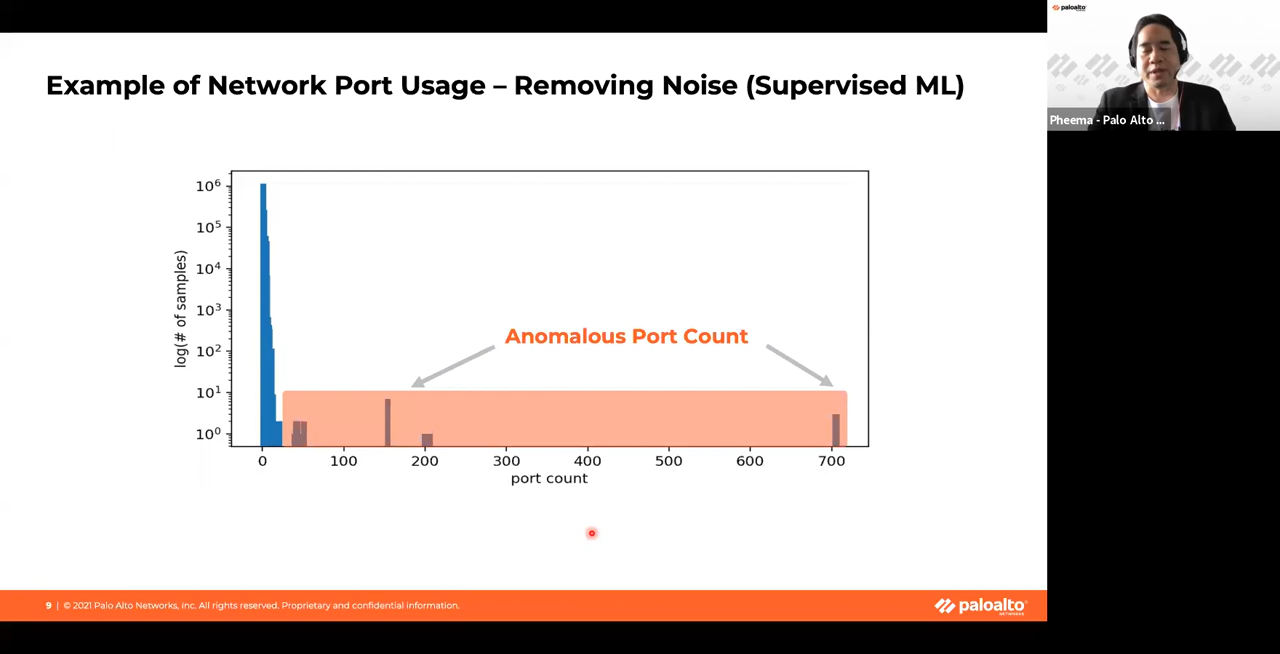 Example of Network Port Usage – Removing Noise (Supervised ML)
paloalto
Pheema - Palo Alto ...
10⁶
10⁵
10⁴
10³
10²
10¹
10⁰
log(# of samples)
Anomalous Port Count
0 100 200 300 400 500 600 700
port count
9 | © 2021 Palo Alto Networks, Inc. All rights reserved. Proprietary and confidential information.
paloalto
NETWORKS